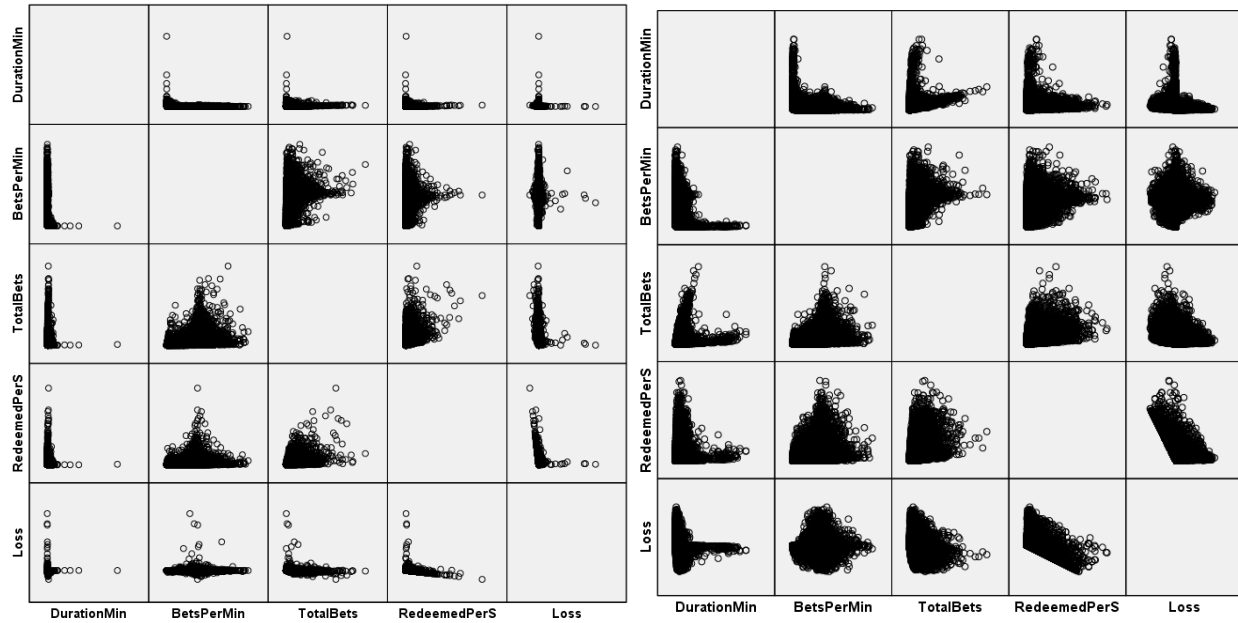 DurationMin
BetsPerMin
TotalBets
RedeemedPerS
Loss
DurationMin BetsPerMin TotalBets RedeemedPerS Loss
DurationMin
BetsPerMin
TotalBets
RedeemedPerS
Loss
DurationMin BetsPerMin TotalBets RedeemedPerS Loss